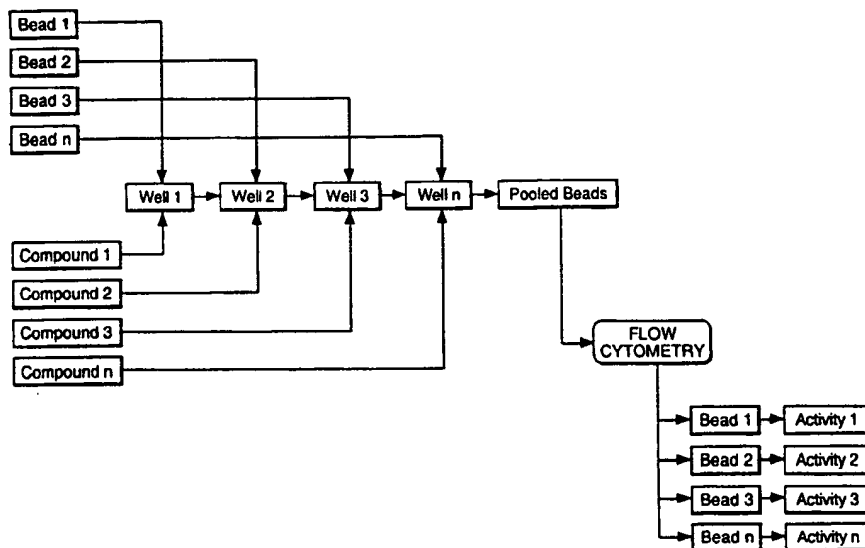 Bead 1
Bead 2
Bead 3
Bead n
Well 1
Well 2
Well 3
Well n
Pooled Beads
Compound 1
Compound 2
Compound 3
Compound n
FLOW
CYTOMETRY
Bead 1
Activity 1
Bead 2
Activity 2
Bead 3
Activity 3
Bead n
Activity n